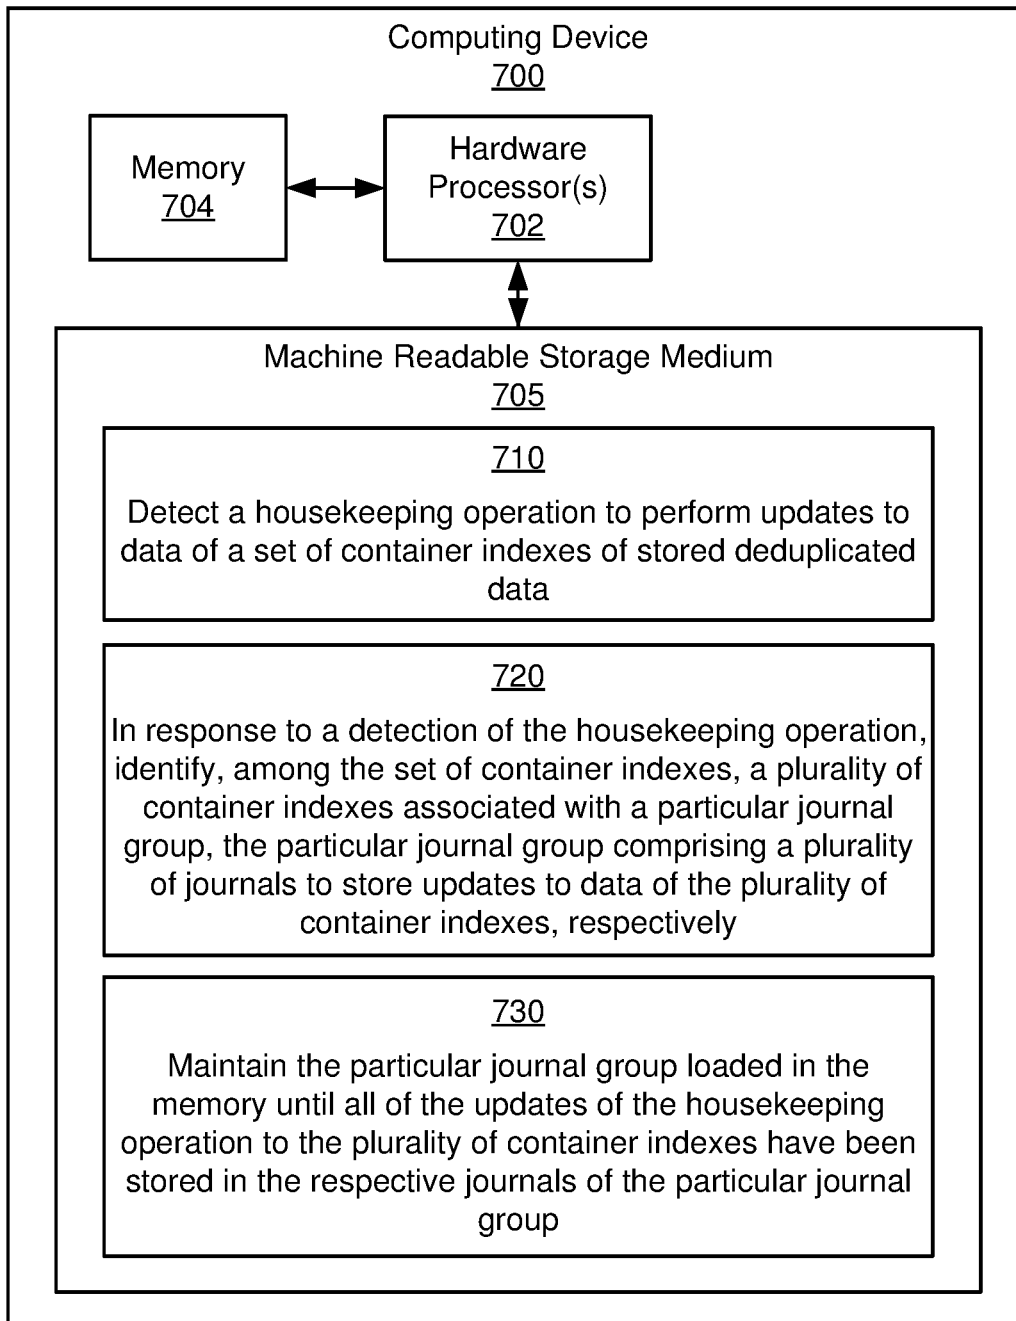 Computing Device
700
Memory
704
Hardware
Processor(s)
702
Machine Readable Storage Medium
705
710
Detect a housekeeping operation to perform updates to
data of a set of container indexes of stored deduplicated
data
720
In response to a detection of the housekeeping operation,
identify, among the set of container indexes, a plurality of
container indexes associated with a particular journal
group, the particular journal group comprising a plurality
of journals to store updates to data of the plurality of
container indexes, respectively
730
Maintain the particular journal group loaded in the
memory until all of the updates of the housekeeping
operation to the plurality of container indexes have been
stored in the respective journals of the particular journal
group